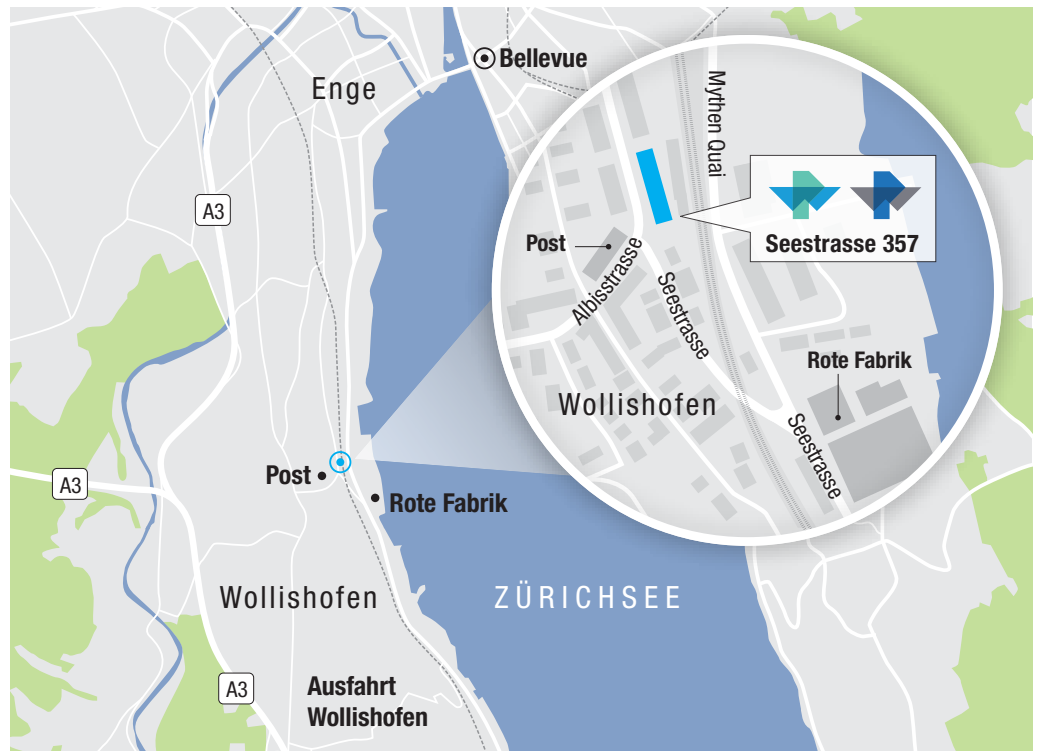 Bellevue
Enge
Mythen Quai
A3
Seestrasse 357
Post
Albisstrasse
Seestrasse
Rote Fabrik
Wollishofen
Seestrasse
Post
A3
Rote Fabrik
Wollishofen
ZÜRICHSEE
A3
Ausfahrt
Wollishofen